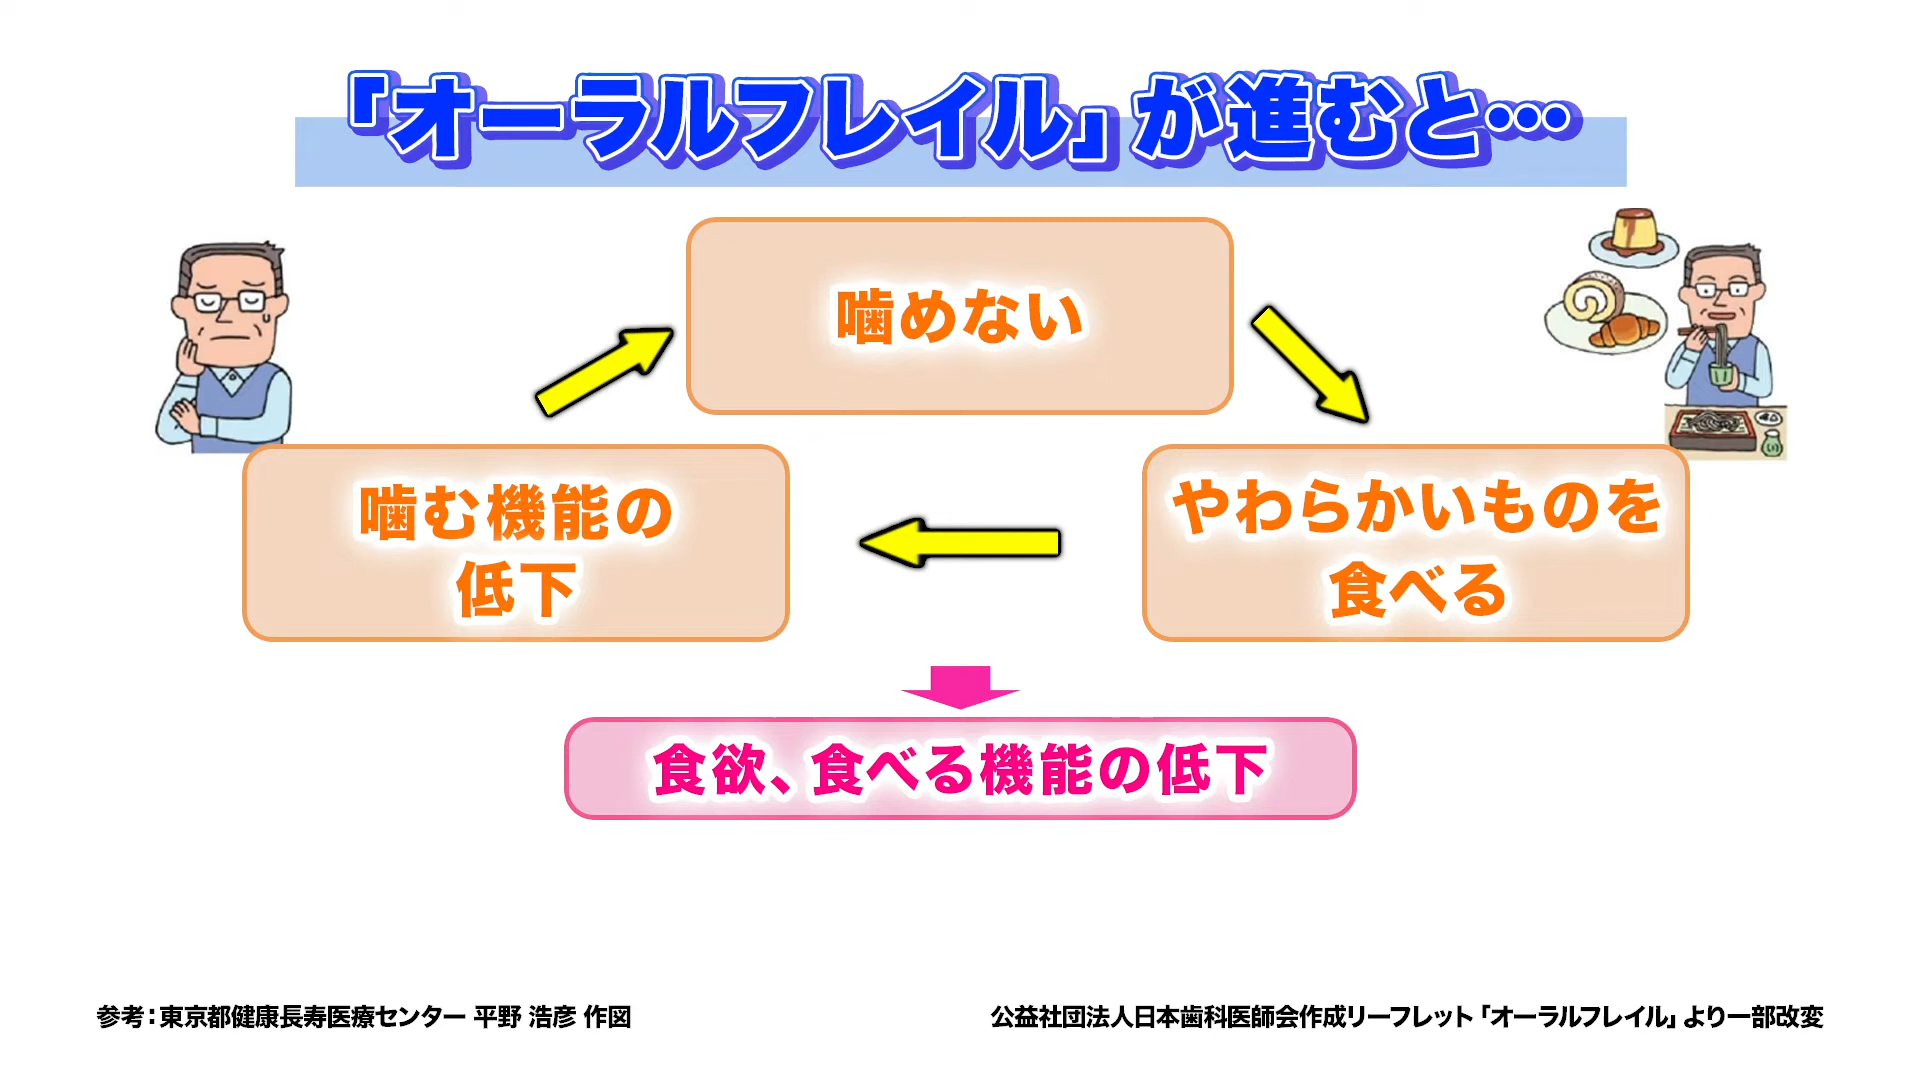 「オーラルフレイル」が進むと…
噛めない
噛む機能の
低下
やわらかいものを
食べる
食欲、食べる機能の低下
参考：東京都健康長寿医療センター 平野 浩彦 作図
公益社団法人日本歯科医師会作成リーフレット「オーラルフレイル」より一部改変